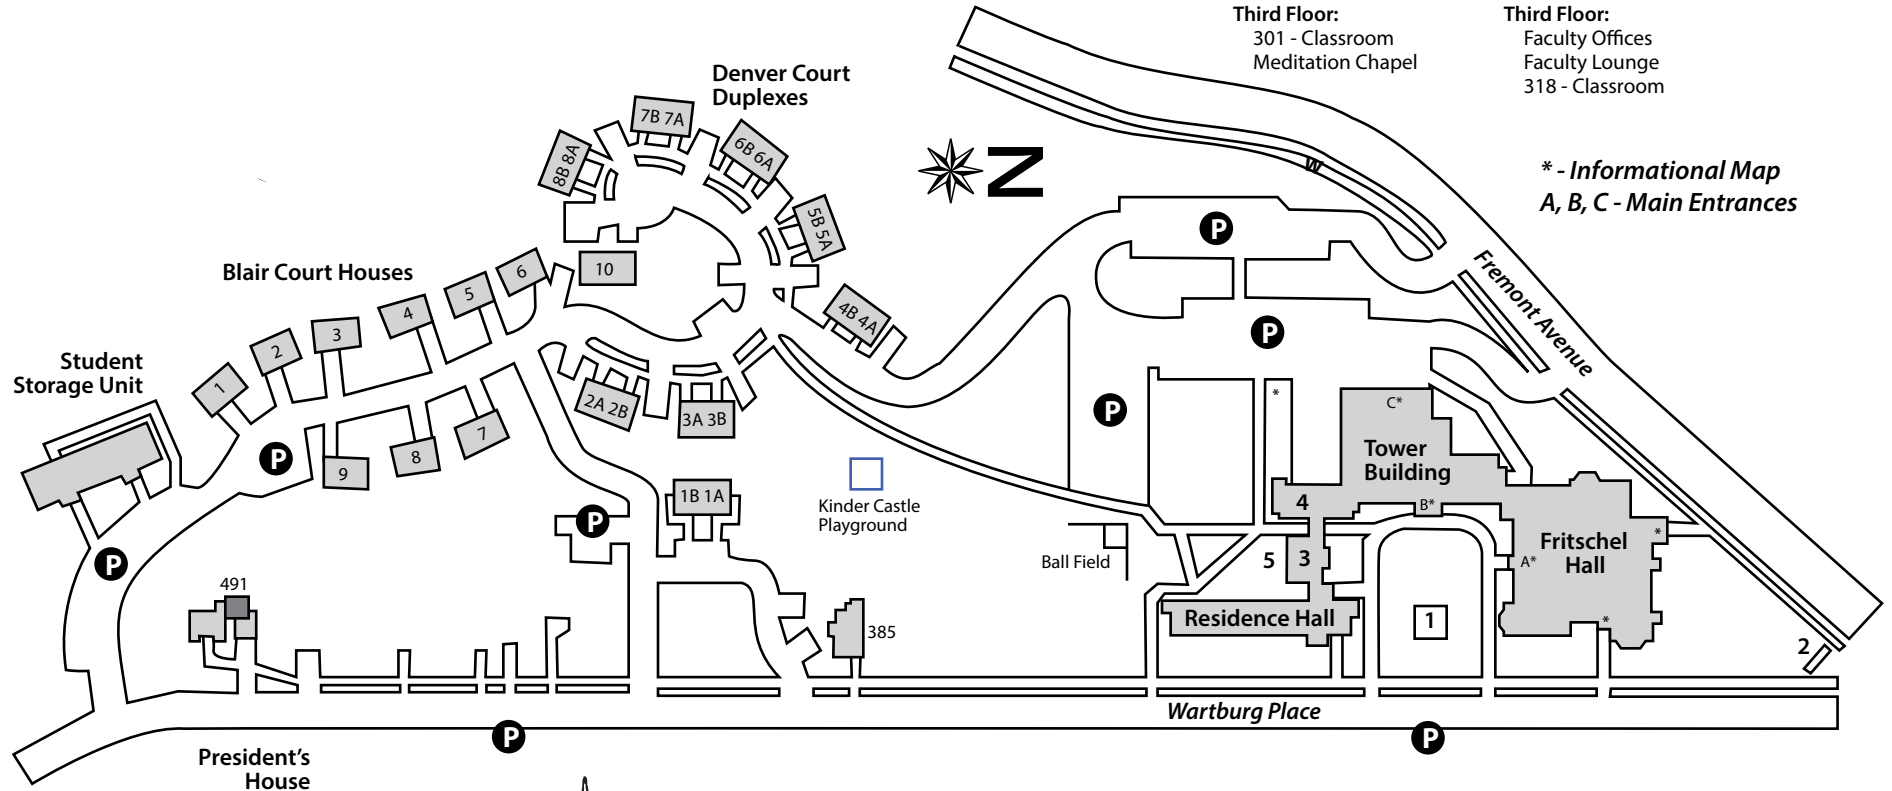 Third Floor:
301 - Classroom
Meditation Chapel
Third Floor:
Faculty Offices
Faculty Lounge
318 - Classroom
* - Informational Map
A, B, C - Main Entrances
Denver Court
Duplexes
7B 7A
8B 8A
6B 6A
5B 5A
4B 4A
N
W
P
Fremont Avenue
Blair Court Houses
10
6
5
4
3
2
1
P
Student
Storage Unit
2A 2B
3A 3B
P
*
C*
Tower
Building
7
8
9
P
1B 1A
Kinder Castle
Playground
P
4
B*
Ball Field
5
3
A*
Fritschel
Hall
*
*
P
491
385
Residence Hall
1
2
Wartburg Place
P
P
President's
House